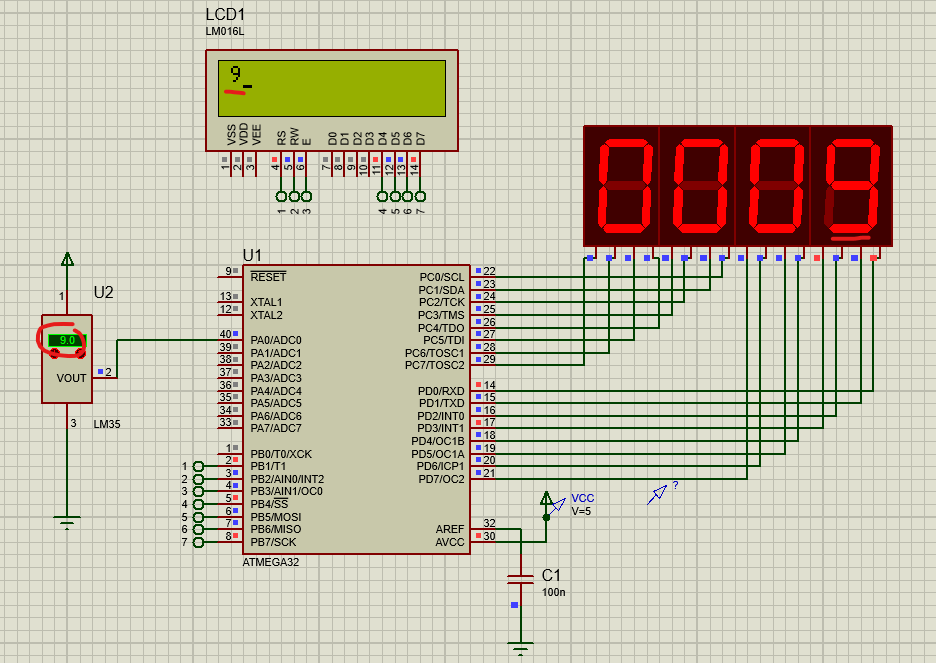 LCD1
LM016L
9_
VSS VDD VEE RS RW E D0 D1 D2 D3 D4 D5 D6 D7
1 2 3 4 5 6 7 8 9 10 11 12 13 14
1 2 3 4 5 6 7
0009
U1
9 RESET PC0/SCL 22
PC1/SDA 23
13 XTAL1 PC2/TCK 24
12 XTAL2 PC3/TMS 25
PC4/TDO 26
40 PA0/ADC0 PC5/TDI 27
39 PA1/ADC1 PC6/TOSC1 28
38 PA2/ADC2 PC7/TOSC2 29
37 PA3/ADC3
36 PA4/ADC4 PD0/RXD 14
35 PA5/ADC5 PD1/TXD 15
34 PA6/ADC6 PD2/INT0 16
33 PA7/ADC7 PD3/INT1 17
PD4/OC1B 18
1 PB0/T0/XCK PD5/OC1A 19
1 2 PB1/T1 PD6/ICP1 20
2 3 PB2/AIN0/INT2 PD7/OC2 21
3 4 PB3/AIN1/OC0
4 5 PB4/SS
5 6 PB5/MOSI
6 7 PB6/MISO AREF 32
7 8 PB7/SCK AVCC 30
ATMEGA32
U2
1
9.0
VOUT 2
3
LM35
VCC
V=5
?
C1
100n